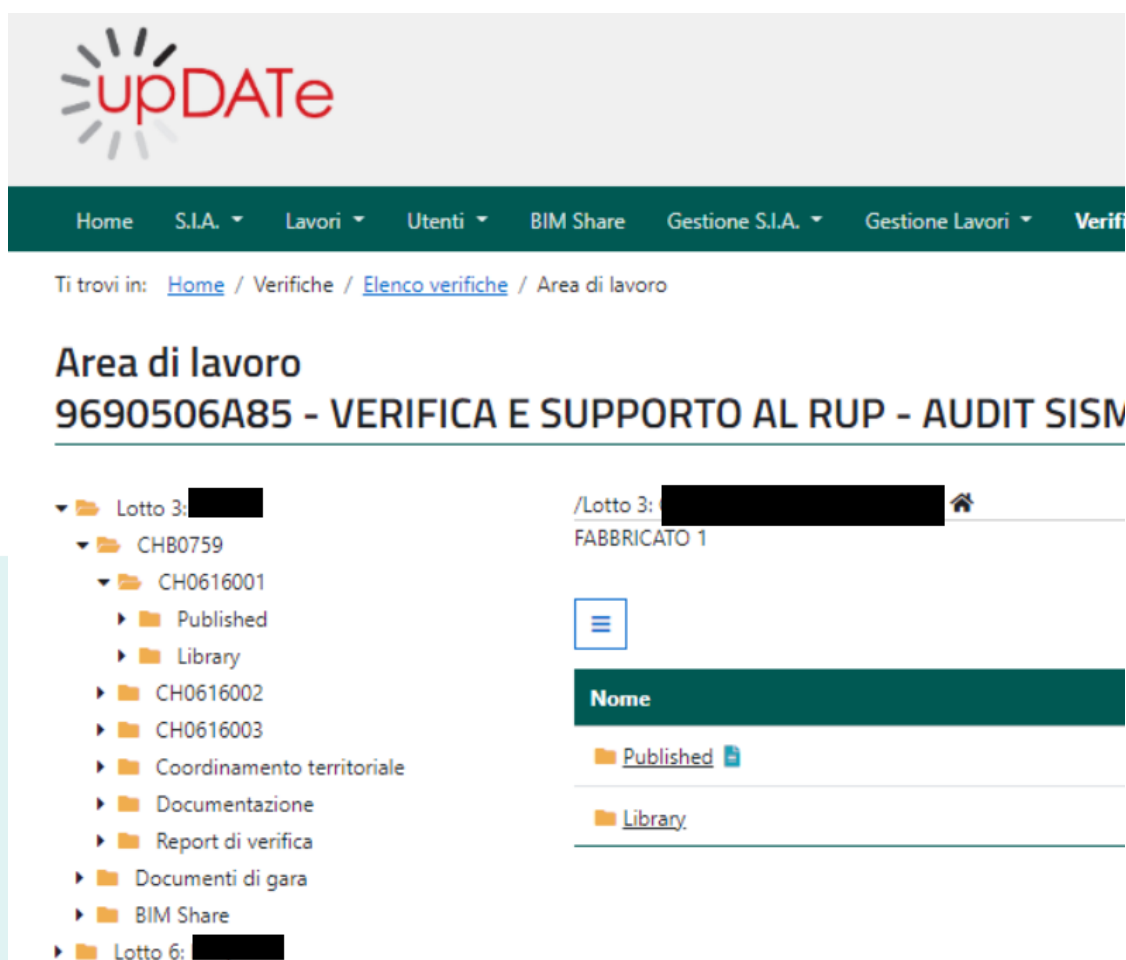 upDATe
Home S.I.A. Lavori Utenti BIM Share Gestione S.I.A. Gestione Lavori Verifi
Ti trovi in: Home / Verifiche / Elenco verifiche / Area di lavoro
Area di lavoro
9690506A85 - VERIFICA E SUPPORTO AL RUP - AUDIT SISM
Lotto 3:
CHB0759
CH0616001
Published
Library
CH0616002
CH0616003
Coordinamento territoriale
Documentazione
Report di verifica
Documenti di gara
BIM Share
Lotto 6:
/Lotto 3:
FABBRICATO 1
Nome
Published
Library